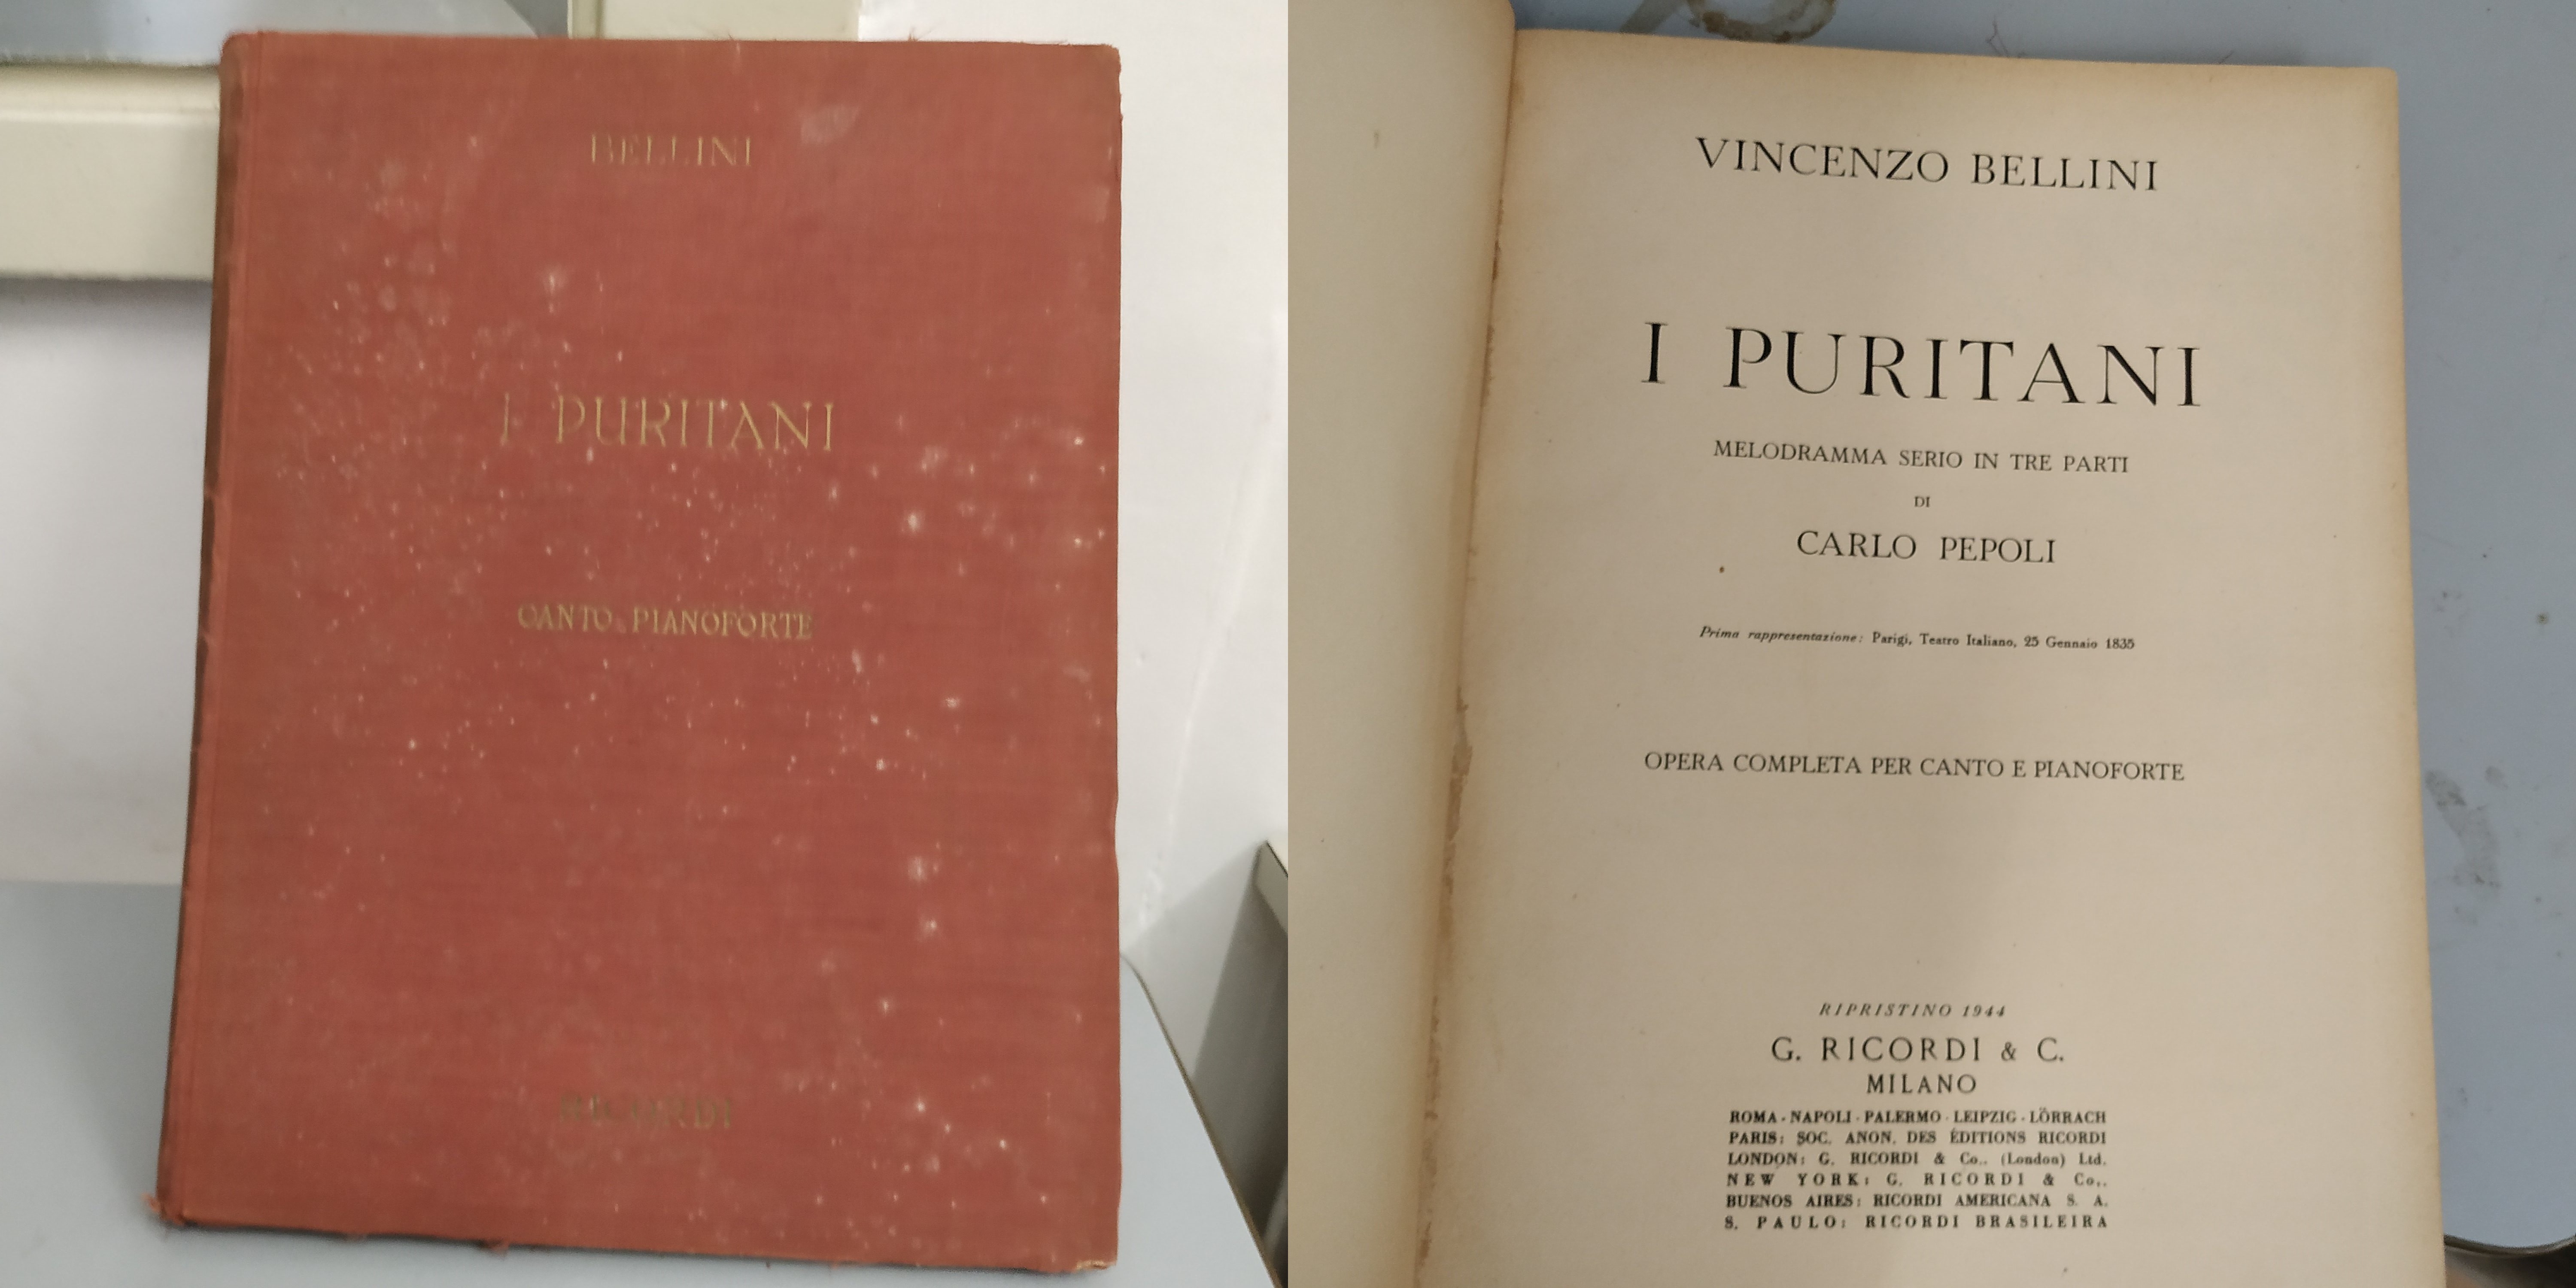 BELLINI
I PURITANI
CANTO E PIANOFORTE
RICORDI
VINCENZO BELLINI
I PURITANI
MELODRAMMA SERIO IN TRE PARTI
DI
CARLO PEPOLI
Prima rappresentazione: Parigi, Teatro Italiano, 25 Gennaio 1835
OPERA COMPLETA PER CANTO E PIANOFORTE
RIPRISTINO 1944
G. RICORDI & C.
MILANO
ROMA - NAPOLI - PALERMO - LEIPZIG - LÖRRACH
PARIS: SOC. ANON. DES ÉDITIONS RICORDI
LONDON: G. RICORDI & Co., (London) Ltd.
NEW YORK: G. RICORDI & Co.,
BUENOS AIRES: RICORDI AMERICANA S. A.
S. PAULO: RICORDI BRASILEIRA